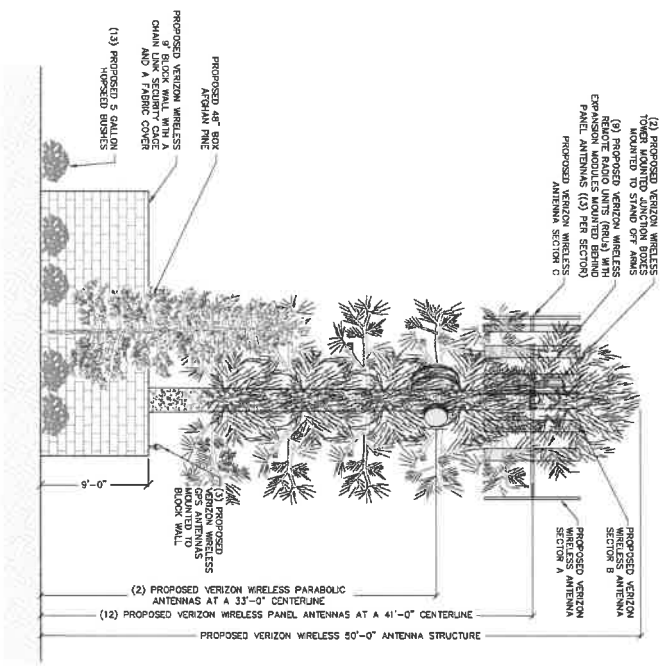 (2) PROPOSED VERIZON WIRELESS
TOWER MOUNTED JUNCTION BOXES
MOUNTED TO STAND OFF ARMS
(9) PROPOSED VERIZON WIRELESS
REMOTE RADIO UNITS (RRUs) WITH
EXPANSION MODULES MOUNTED BEHIND
PANEL ANTENNAS ((3) PER SECTOR)
PROPOSED VERIZON WIRELESS
ANTENNA SECTOR C
PROPOSED 48" BOX
AFGHAN PINE
PROPOSED VERIZON WIRELESS
9' BLOCK WALL WITH A
CHAIN LINK SECURITY CAGE
AND A FABRIC COVER
(13) PROPOSED 5 GALLON
HOPSEED BUSHES
PROPOSED VERIZON
WIRELESS ANTENNA
SECTOR B
PROPOSED VERIZON
WIRELESS ANTENNA
SECTOR A
(3) PROPOSED
VERIZON WIRELESS
GPS ANTENNAS
MOUNTED TO
BLOCK WALL
9'-0"
(2) PROPOSED VERIZON WIRELESS PARABOLIC
ANTENNAS AT A 33'-0" CENTERLINE
(12) PROPOSED VERIZON WIRELESS PANEL ANTENNAS AT A 41'-0" CENTERLINE
PROPOSED VERIZON WIRELESS 50'-0" ANTENNA STRUCTURE